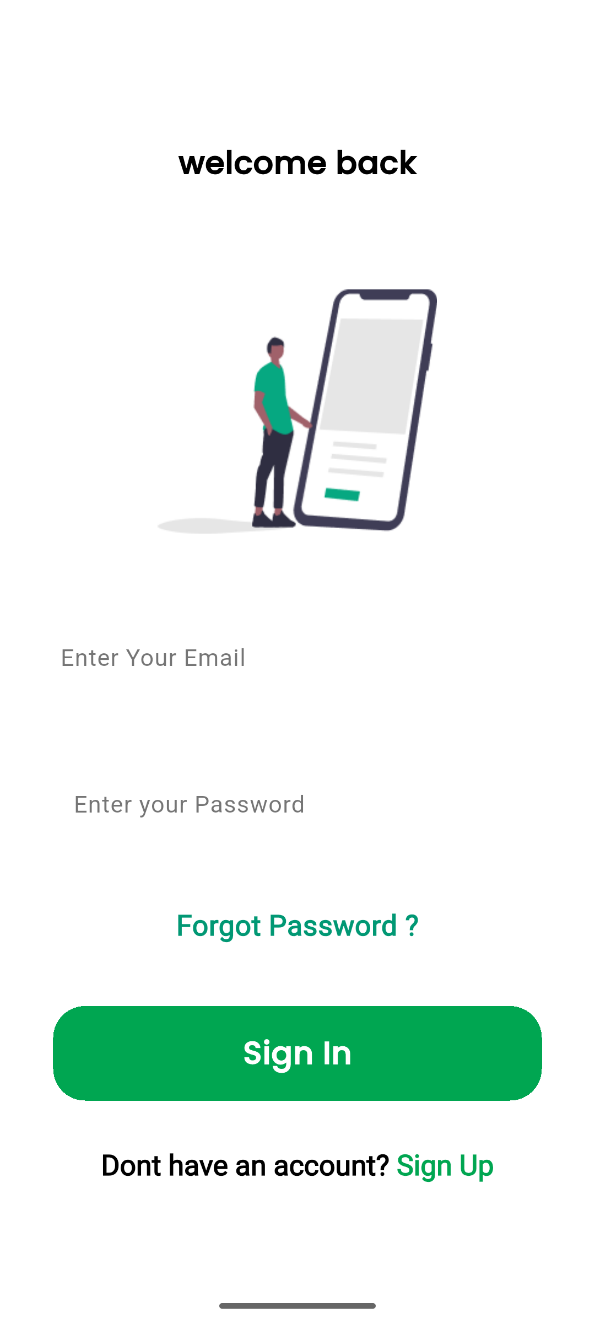 welcome back
Enter Your Email
Enter your Password
Forgot Password ?
Sign In
Dont have an account? Sign Up